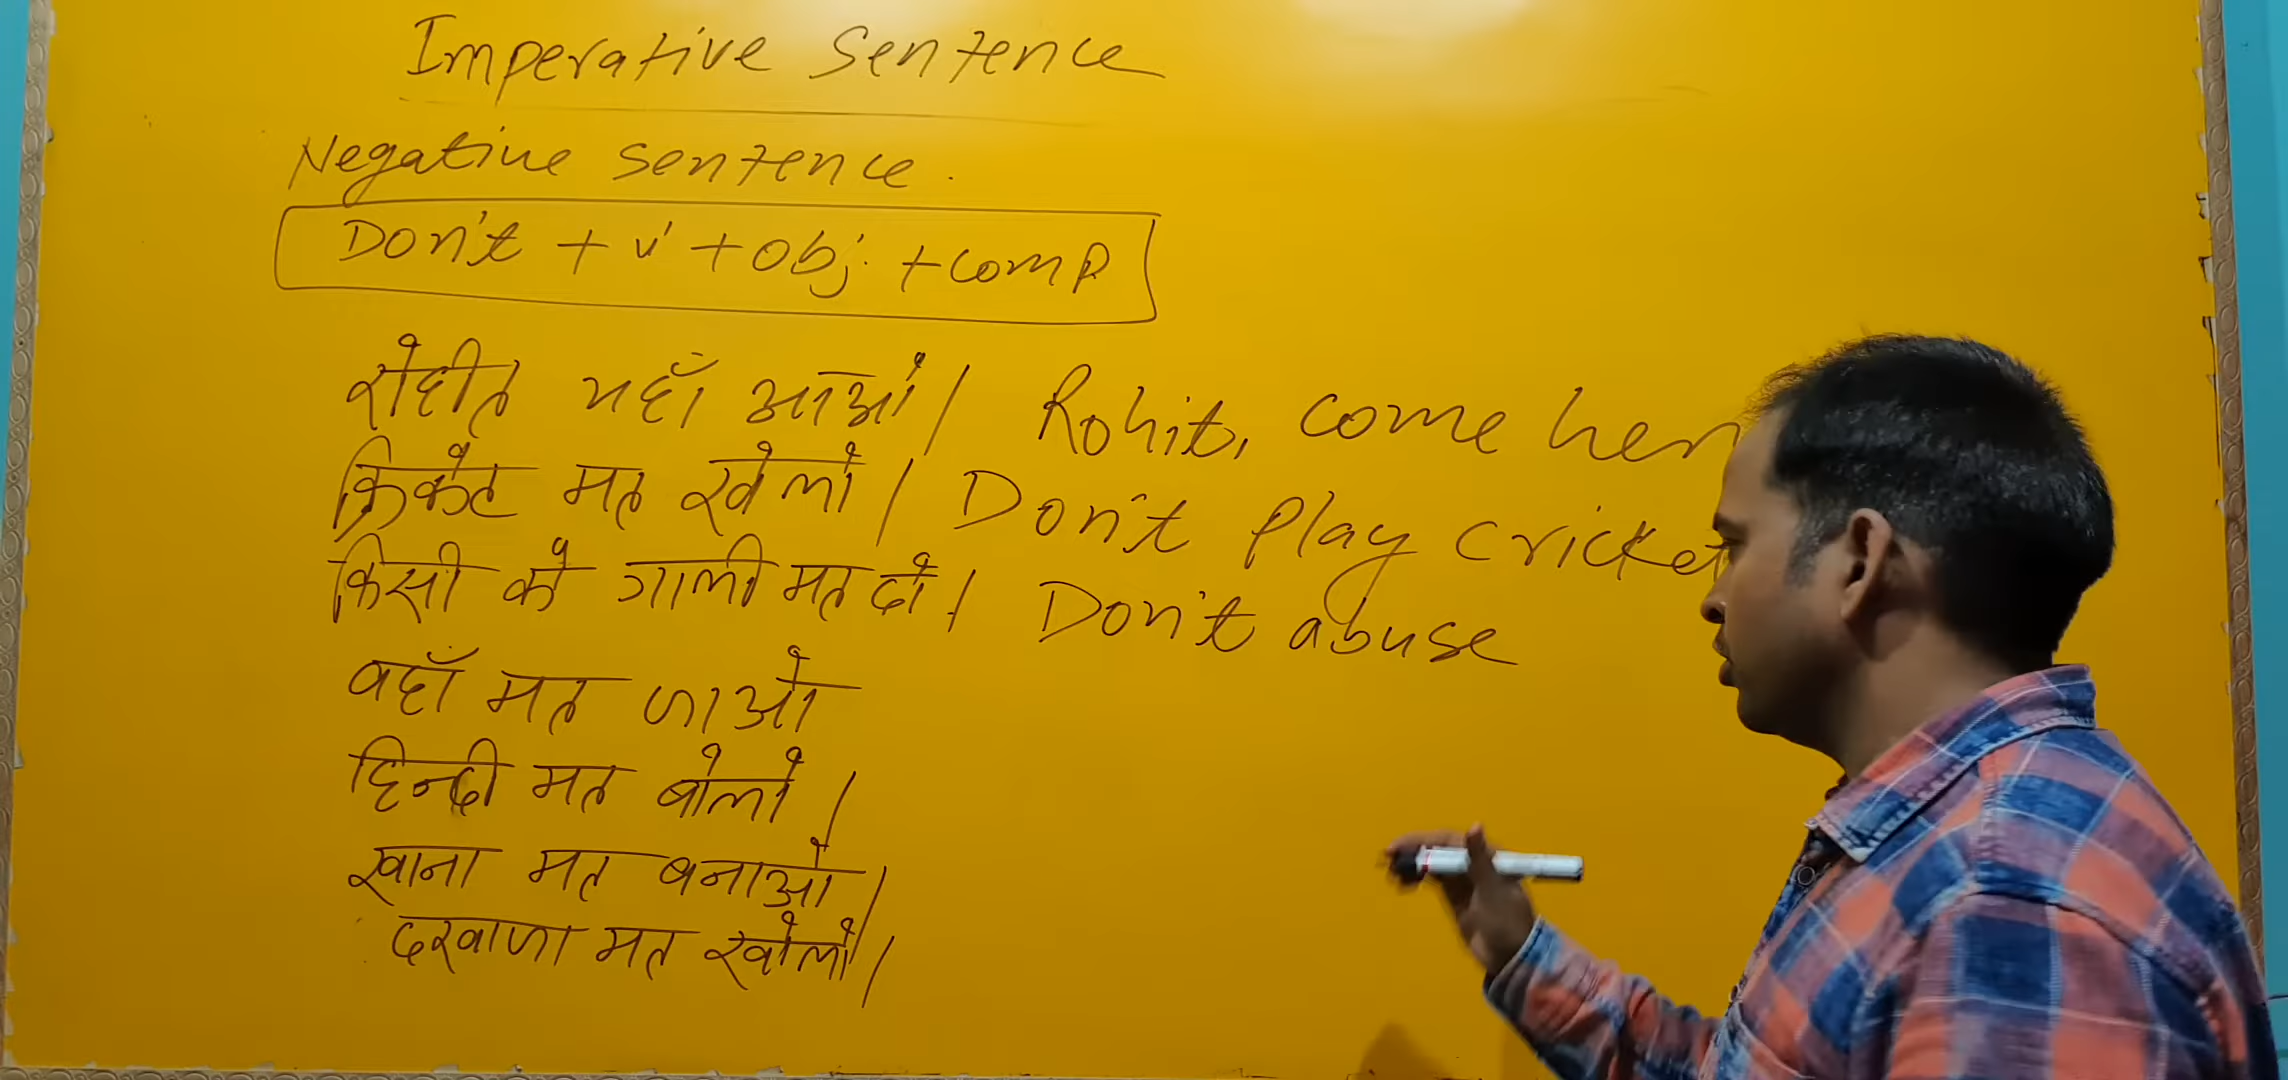 Imperative Sentence
Negative sentence.
Don't + v¹ + obj. + comp
रोहीत यहाँ आओ। Rohit, come her
क्रिकेट मत खेलो। Don't Play cricket
किसी को गाली मत दो। Don't abuse
वहाँ मत जाओ
हिन्दी मत बोलो।
खाना मत बनाओ।
दरवाजा मत खोलो।